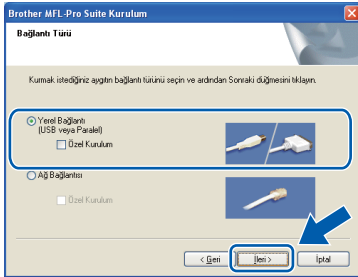 Brother MFL-Pro Suite Kurulum
Bağlantı Türü
Kurmak istediğiniz aygıtın bağlantı türünü seçin ve ardından Sonraki düğmesini tıklayın.
Yerel Bağlantı
(USB veya Paralel)
Özel Kurulum
Ağ Bağlantısı
Özel Kurulum
< Geri
İleri >
İptal